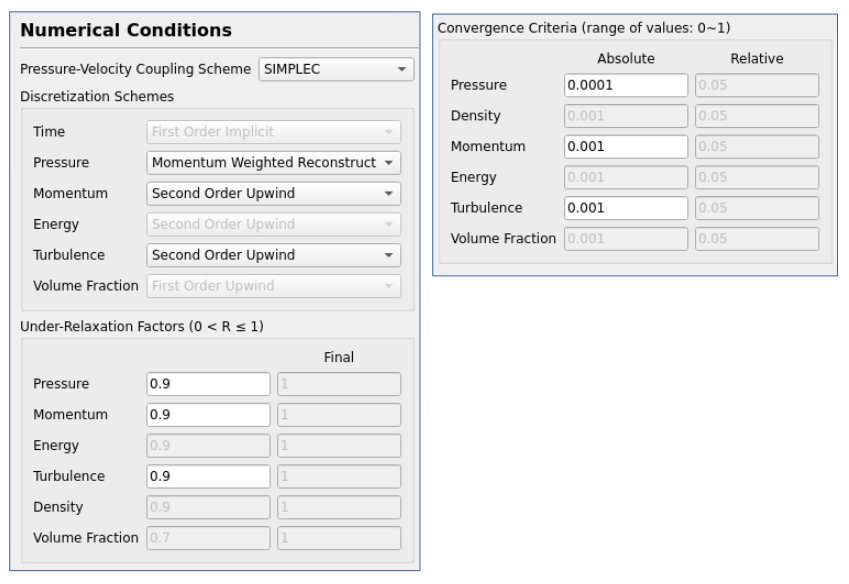 Numerical Conditions
Pressure-Velocity Coupling Scheme SIMPLEC
Discretization Schemes
Time First Order Implicit
Pressure Momentum Weighted Reconstruct
Momentum Second Order Upwind
Energy Second Order Upwind
Turbulence Second Order Upwind
Volume Fraction First Order Upwind
Under-Relaxation Factors (0 < R ≤ 1)
Final
Pressure 0.9 1
Momentum 0.9 1
Energy 0.9 1
Turbulence 0.9 1
Density 0.9 1
Volume Fraction 0.7 1
Convergence Criteria (range of values: 0~1)
Absolute Relative
Pressure 0.0001 0.05
Density 0.001 0.05
Momentum 0.001 0.05
Energy 0.001 0.05
Turbulence 0.001 0.05
Volume Fraction 0.001 0.05